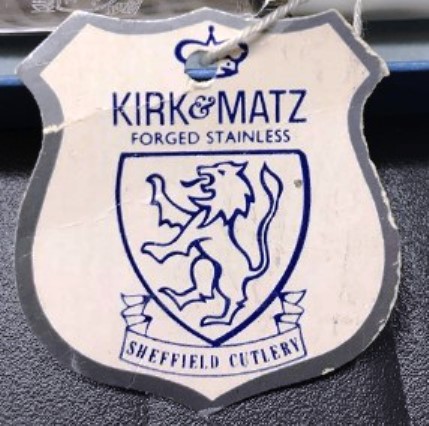 KIRK&MATZ
FORGED STAINLESS
SHEFFIELD CUTLERY